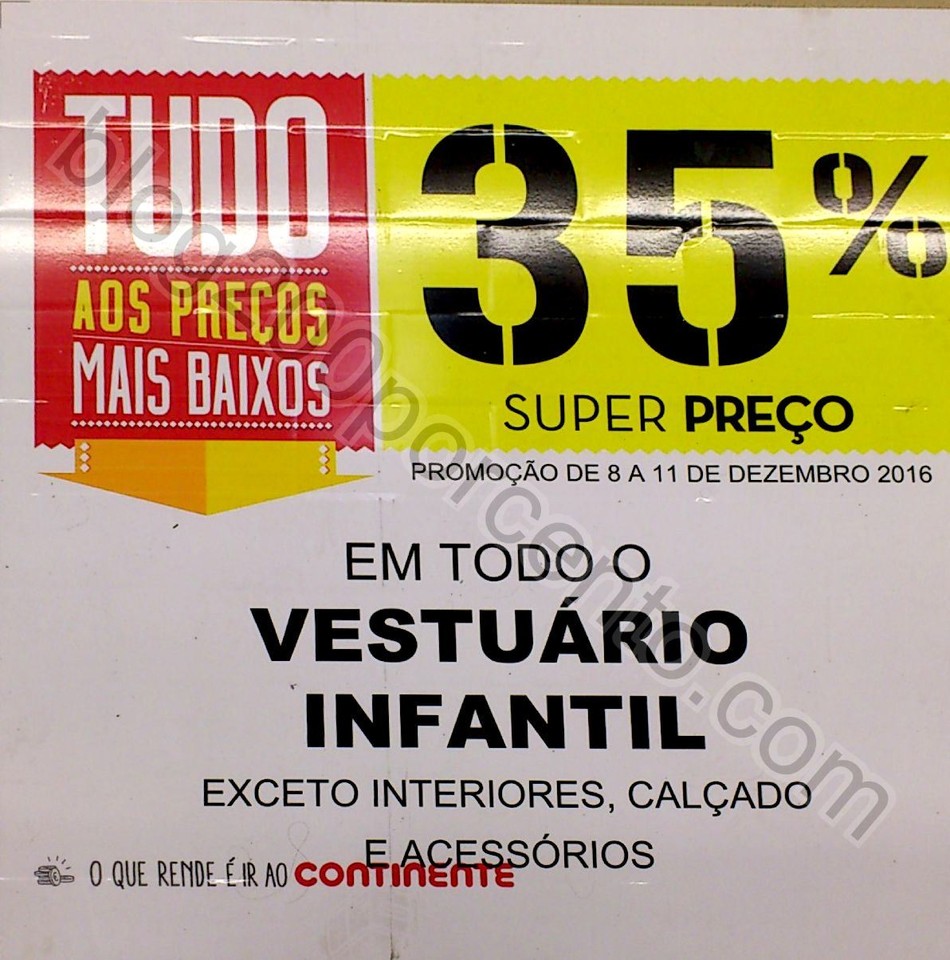 TUDO
AOS PREÇOS
MAIS BAIXOS
35%
SUPER PREÇO
PROMOÇÃO DE 8 A 11 DE DEZEMBRO 2016
EM TODO O
VESTUÁRIO
INFANTIL
EXCETO INTERIORES, CALÇADO
E ACESSÓRIOS
O QUE RENDE É IR AO CONTINENTE
blog200porcento.com